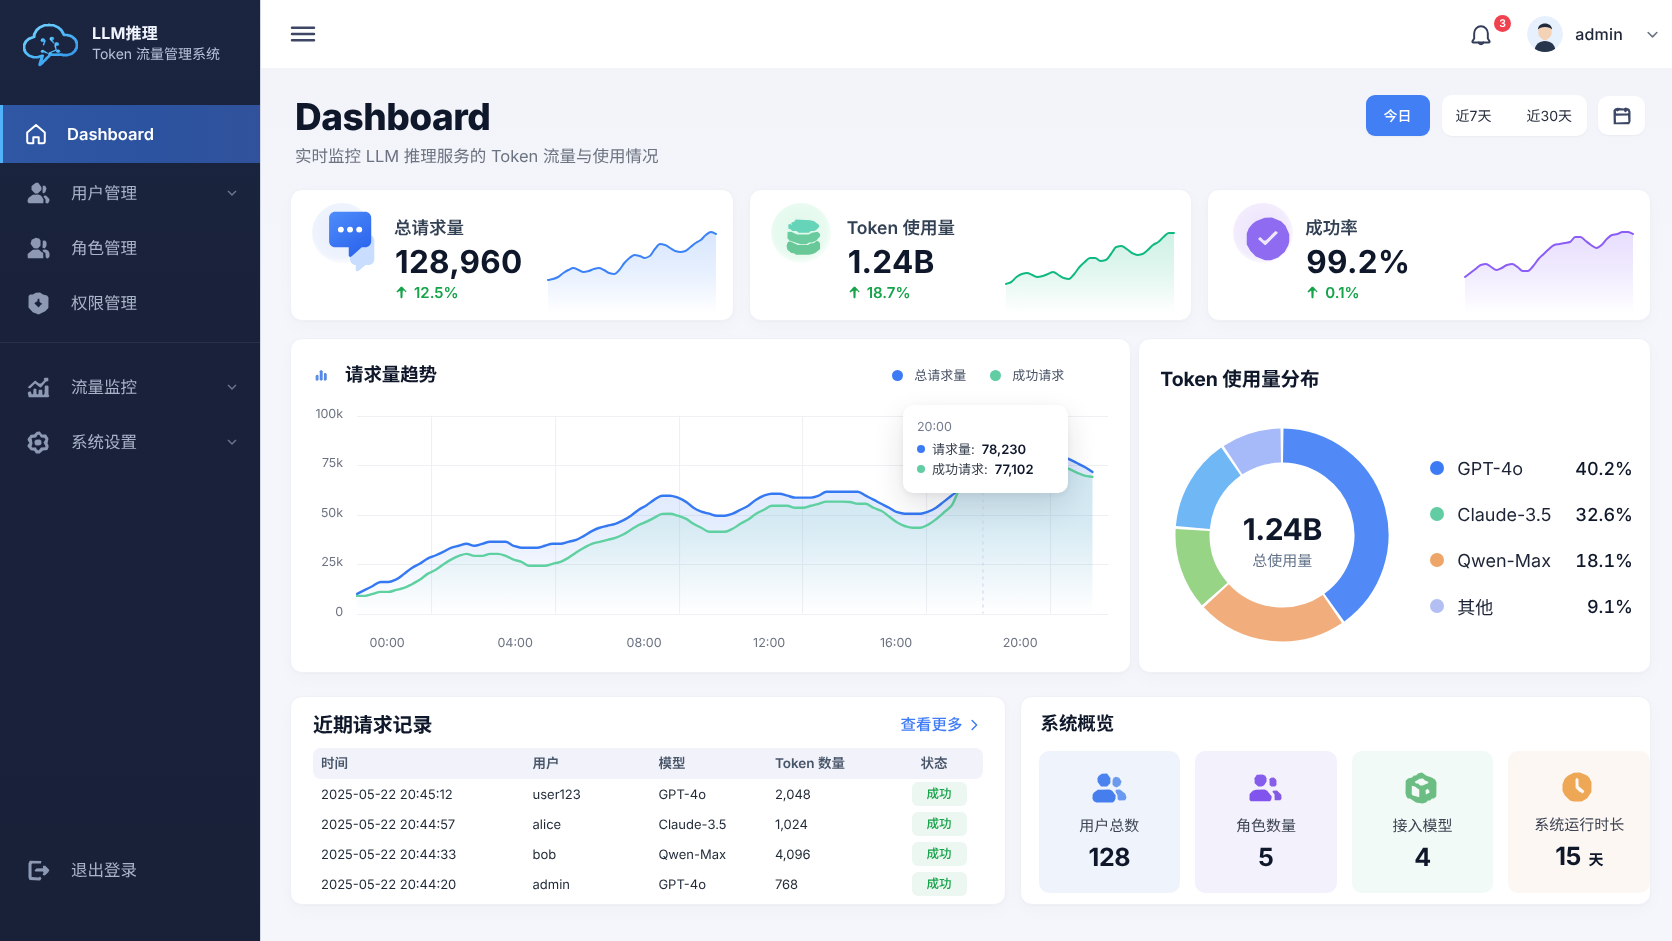 LLM推理
Token 流量管理系统
Dashboard
用户管理
角色管理
权限管理
流量监控
系统设置
退出登录
3
admin
Dashboard
实时监控 LLM 推理服务的 Token 流量与使用情况
今日
近7天
近30天
总请求量
128,960
↑ 12.5%
Token 使用量
1.24B
↑ 18.7%
成功率
99.2%
↑ 0.1%
请求量趋势
总请求量
成功请求
100k
75k
50k
25k
0
00:00
04:00
08:00
12:00
16:00
20:00
20:00
请求量: 78,230
成功请求: 77,102
Token 使用量分布
1.24B
总使用量
GPT-4o 40.2%
Claude-3.5 32.6%
Qwen-Max 18.1%
其他 9.1%
近期请求记录
查看更多
时间 用户 模型 Token 数量 状态
2025-05-22 20:45:12 user123 GPT-4o 2,048 成功
2025-05-22 20:44:57 alice Claude-3.5 1,024 成功
2025-05-22 20:44:33 bob Qwen-Max 4,096 成功
2025-05-22 20:44:20 admin GPT-4o 768 成功
系统概览
用户总数
128
角色数量
5
接入模型
4
系统运行时长
15 天